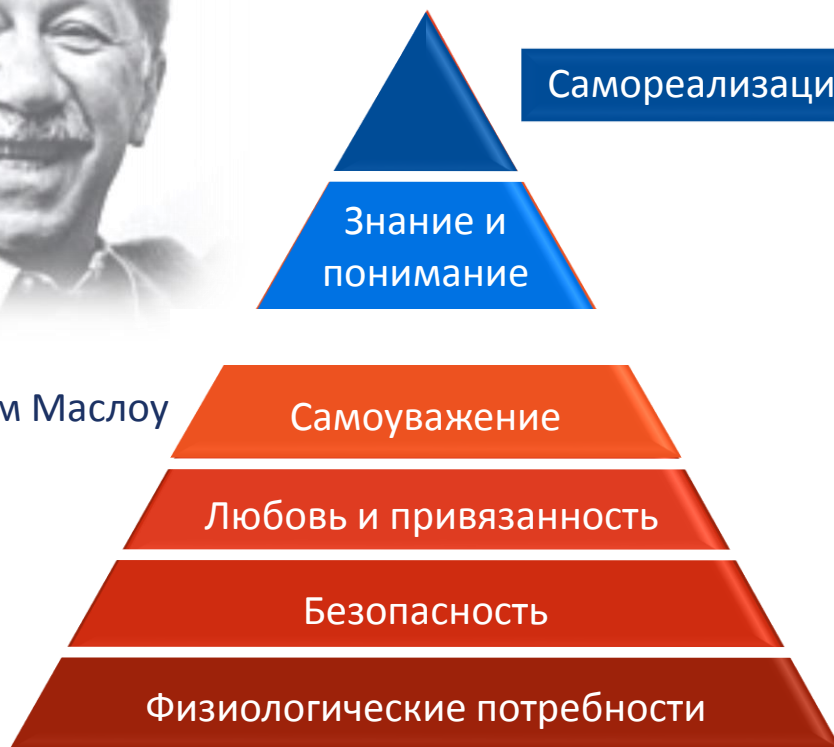 Самореализаци
Знание и
понимание
м Маслоу
Самоуважение
Любовь и привязанность
Безопасность
Физиологические потребности